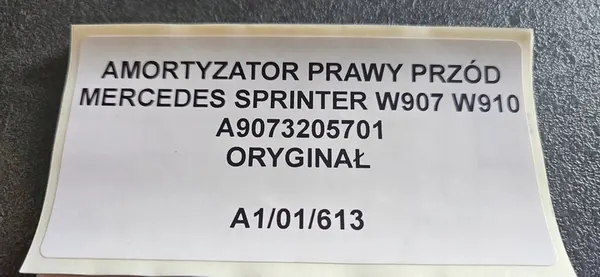 AMORTYZATOR PRAWY PRZÓD
MERCEDES SPRINTER W907 W910
A9073205701
ORYGINAŁ
A1/01/613